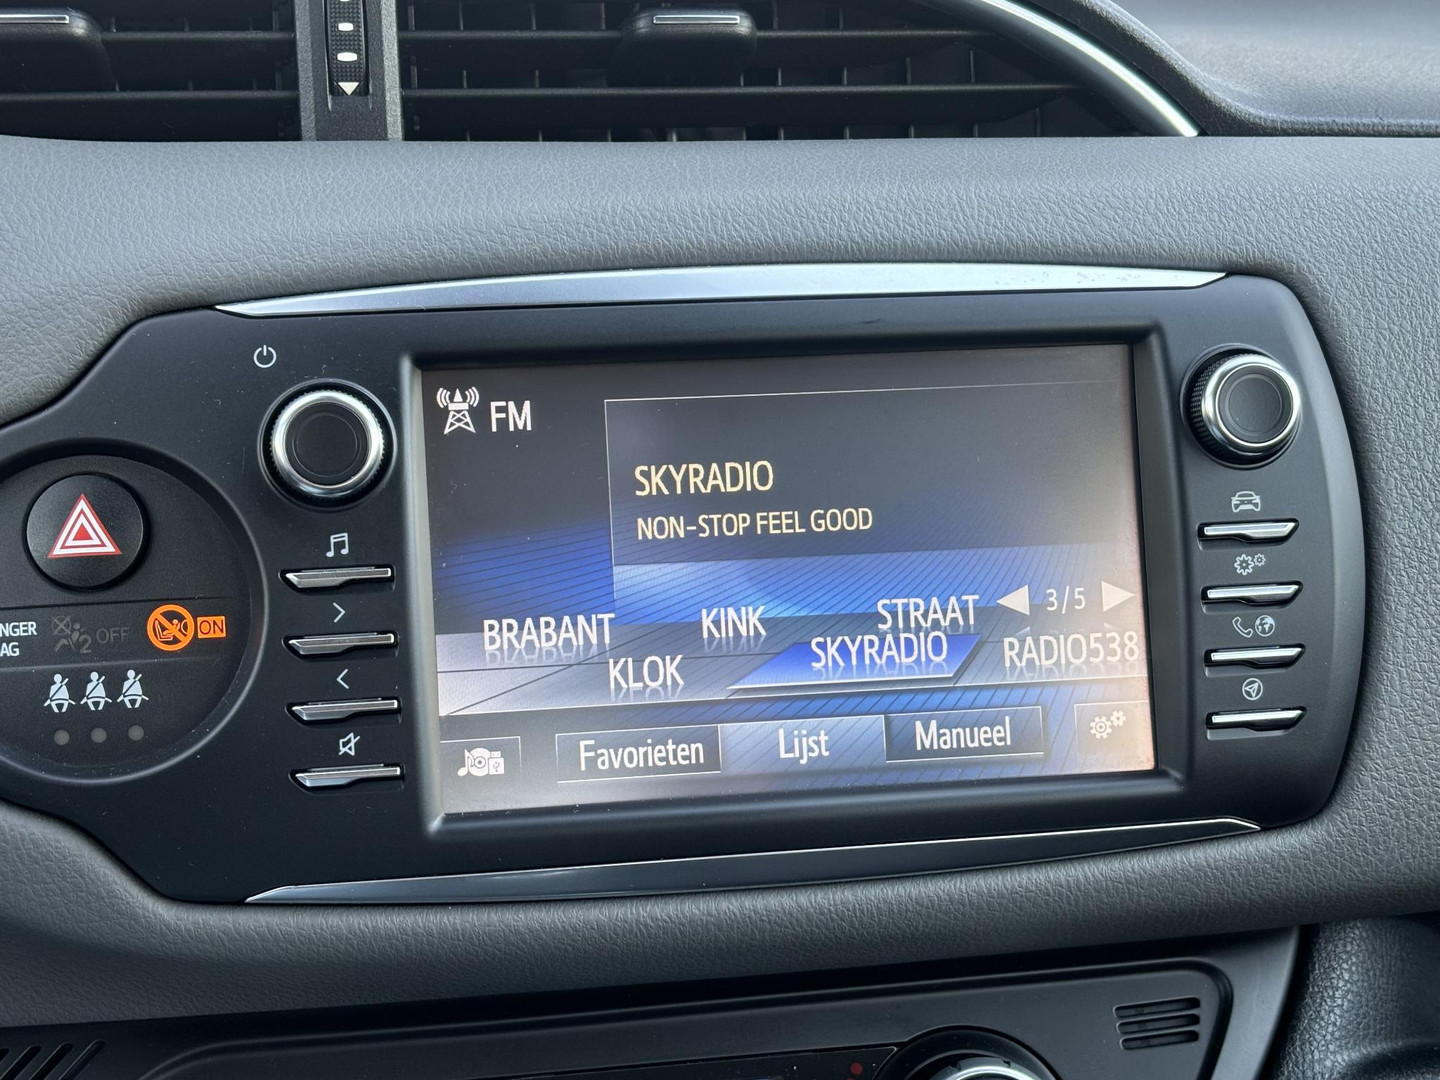 FM
SKYRADIO
NON-STOP FEEL GOOD
3/5
BRABANT KINK STRAAT
KLOK SKYRADIO RADIO538
Favorieten Lijst Manueel
NGER
AG
2 OFF
ON